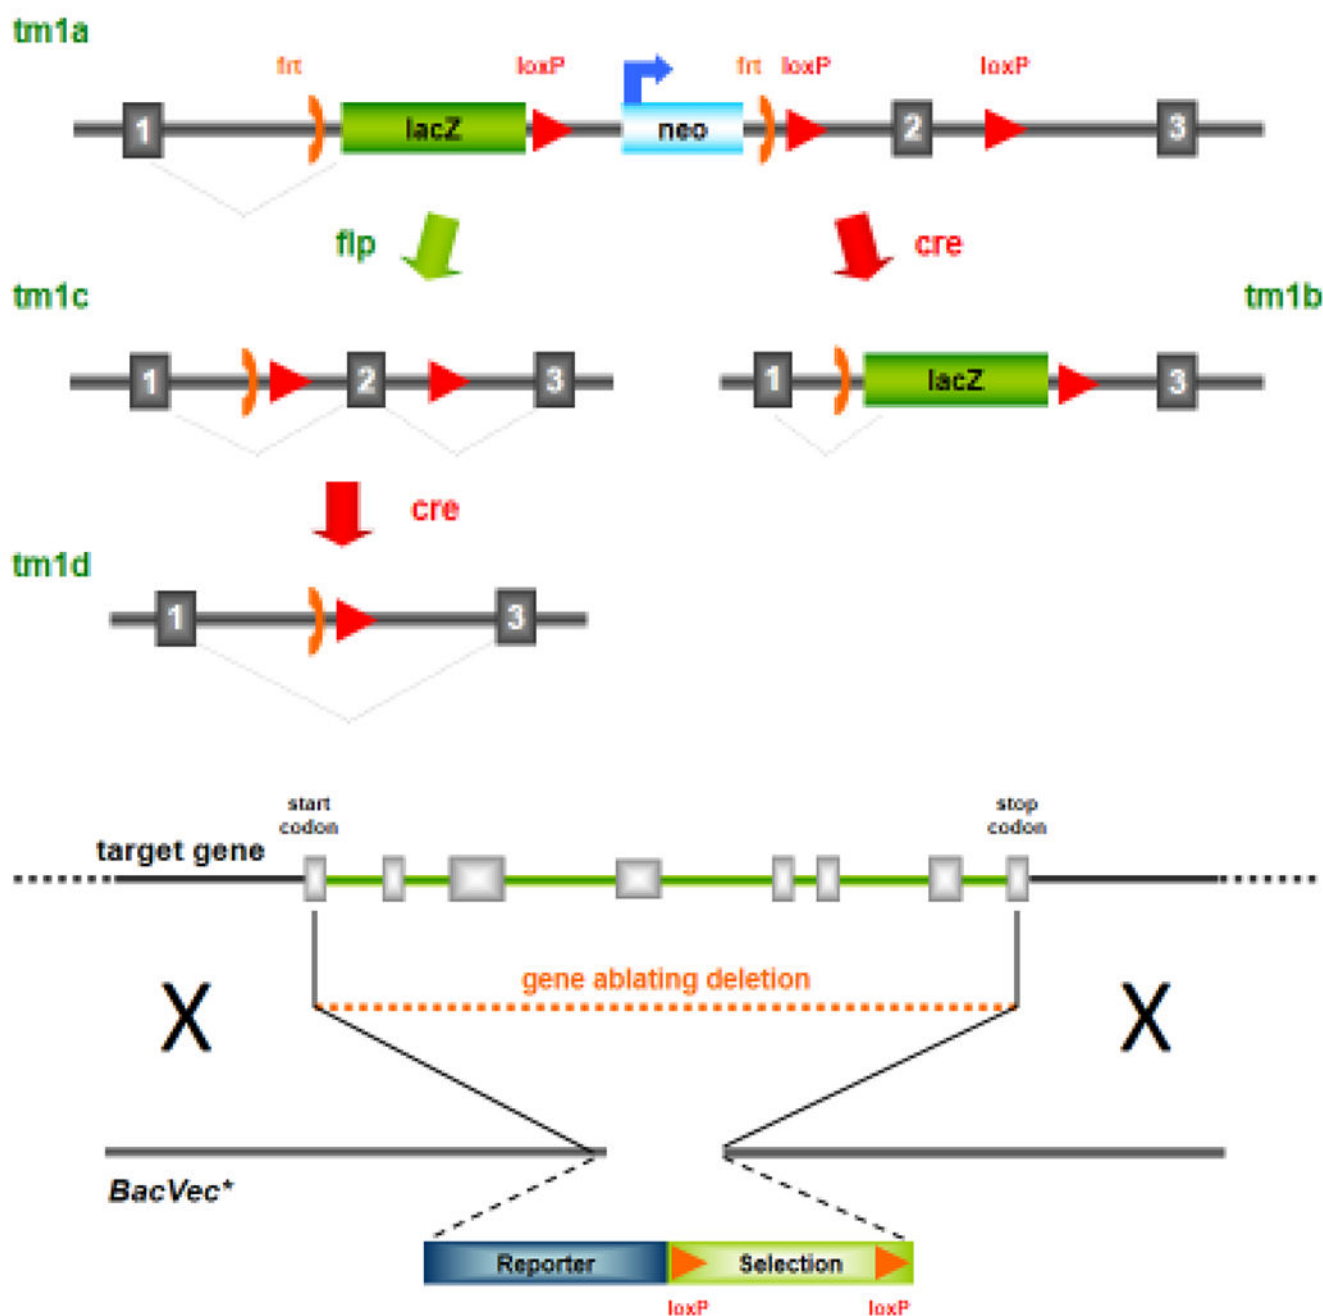 tm1a
frt loxP frt loxP loxP
1 lacZ neo 2 3
flp cre
tm1c tm1b
1 2 3 1 lacZ 3
cre
tm1d
1 3
start
codon
stop
codon
target gene
gene ablating deletion
X X
BacVec*
Reporter Selection
loxP loxP